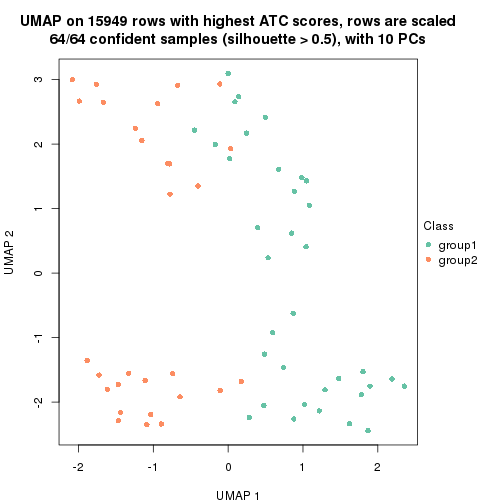 UMAP on 15949 rows with highest ATC scores, rows are scaled
64/64 confident samples (silhouette > 0.5), with 10 PCs
3
2
1
0
-1
-2
UMAP 2
-2
-1
0
1
2
UMAP 1
Class
group1
group2